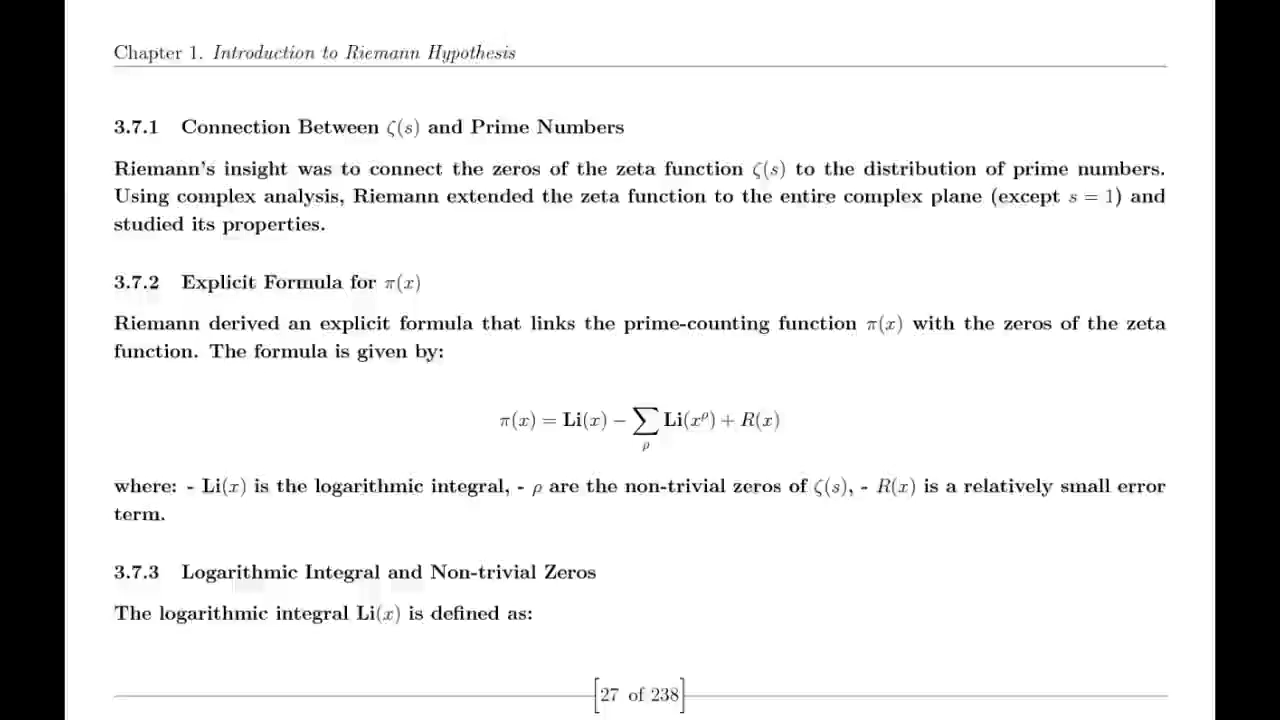 Chapter 1. Introduction to Riemann Hypothesis
3.7.1 Connection Between ζ(s) and Prime Numbers
Riemann's insight was to connect the zeros of the zeta function ζ(s) to the distribution of prime numbers.
Using complex analysis, Riemann extended the zeta function to the entire complex plane (except s = 1) and
studied its properties.
3.7.2 Explicit Formula for π(x)
Riemann derived an explicit formula that links the prime-counting function π(x) with the zeros of the zeta
function. The formula is given by:
π(x) = Li(x) − ∑ρ Li(x^ρ) + R(x)
where: - Li(x) is the logarithmic integral, - ρ are the non-trivial zeros of ζ(s), - R(x) is a relatively small error
term.
3.7.3 Logarithmic Integral and Non-trivial Zeros
The logarithmic integral Li(x) is defined as:
[27 of 238]